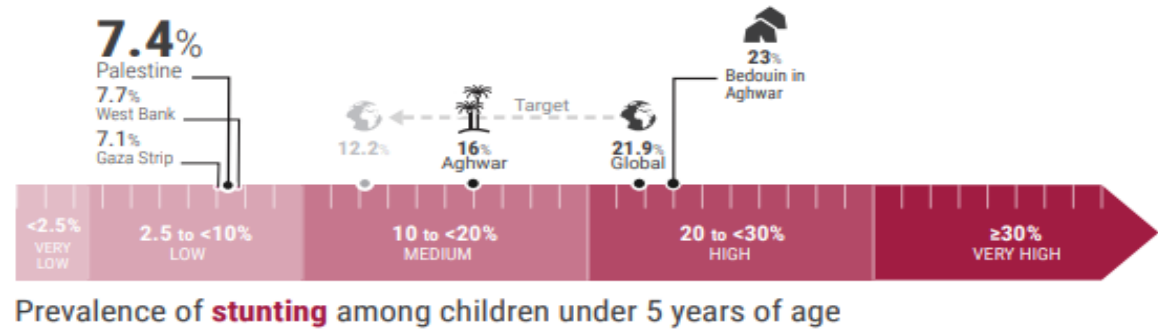 7.4%
Palestine
7.7%
West Bank
7.1%
Gaza Strip
12.2%
Target
16%
Aghwar
21.9%
Global
23%
Bedouin in
Aghwar
<2.5%
VERY
LOW
2.5 to <10%
LOW
10 to <20%
MEDIUM
20 to <30%
HIGH
≥30%
VERY HIGH
Prevalence of stunting among children under 5 years of age